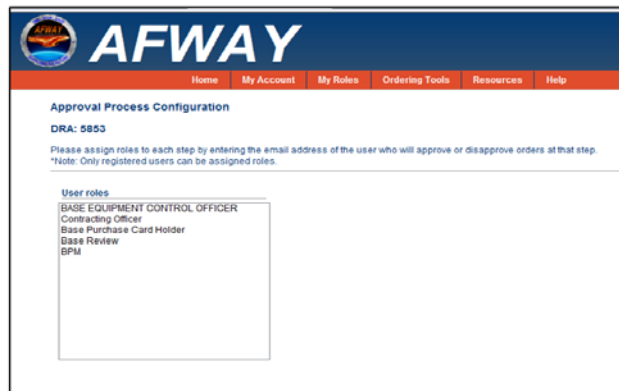 AFWAY
AFWAY
Home My Account My Roles Ordering Tools Resources Help
Approval Process Configuration
DRA: 5853
Please assign roles to each step by entering the email address of the user who will approve or disapprove orders at that step.
*Note: Only registered users can be assigned roles.
User roles
BASE EQUIPMENT CONTROL OFFICER
Contracting Officer
Base Purchase Card Holder
Base Review
BPM